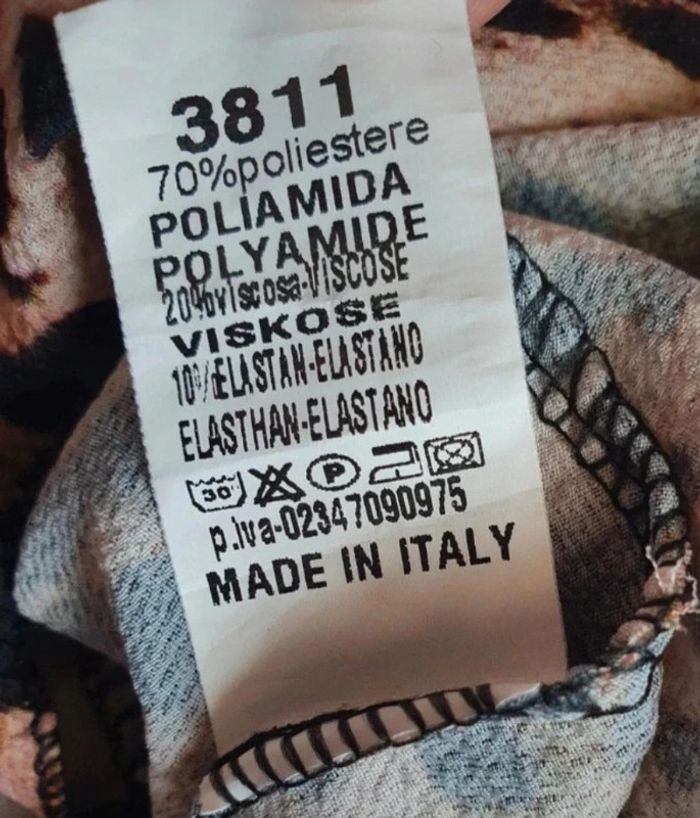 3811
70%poliestere
POLIAMIDA
POLYAMIDE
20%viscosa-VISCOSE
VISKOSE
10%ELASTAN-ELASTANO
ELASTHAN-ELASTANO
30° P
p.iva-02347090975
MADE IN ITALY